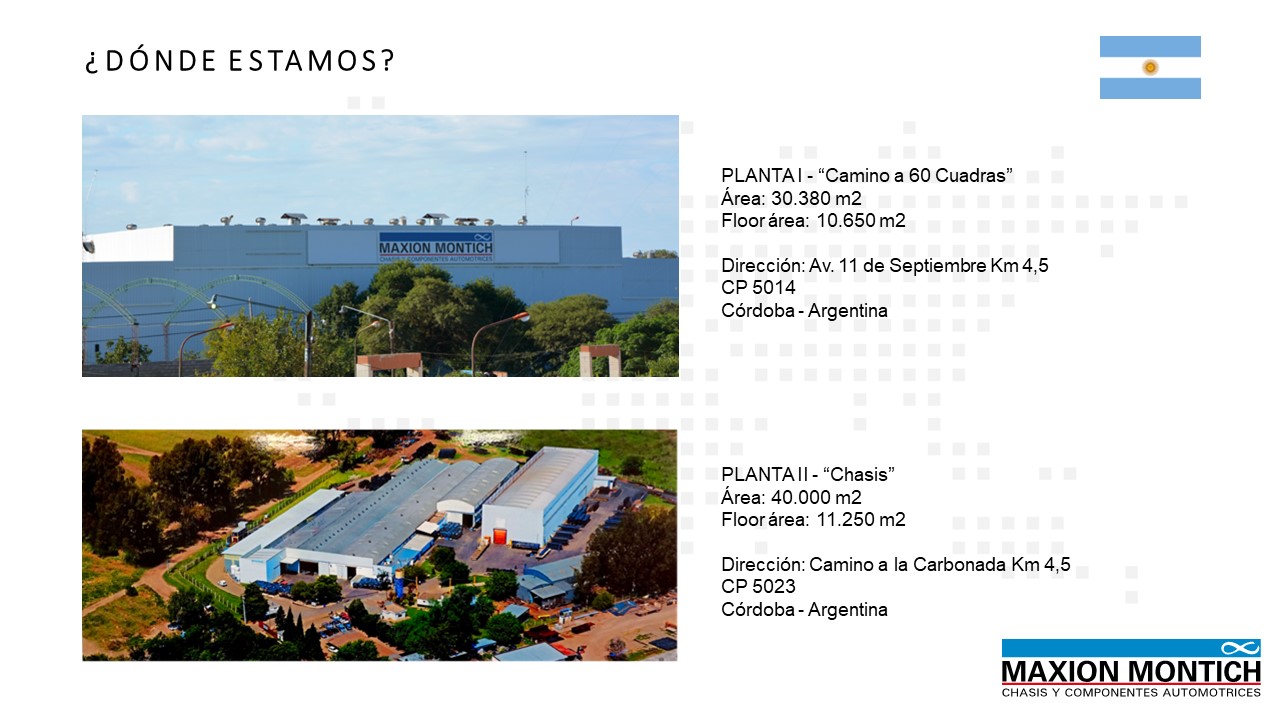 ¿DÓNDE ESTAMOS?
MAXION MONTICH
CHASIS Y COMPONENTES AUTOMOTRICES
PLANTA I - “Camino a 60 Cuadras”
Área: 30.380 m2
Floor área: 10.650 m2
Dirección: Av. 11 de Septiembre Km 4,5
CP 5014
Córdoba - Argentina
PLANTA II - “Chasis”
Área: 40.000 m2
Floor área: 11.250 m2
Dirección: Camino a la Carbonada Km 4,5
CP 5023
Córdoba - Argentina
MAXION MONTICH
CHASIS Y COMPONENTES AUTOMOTRICES